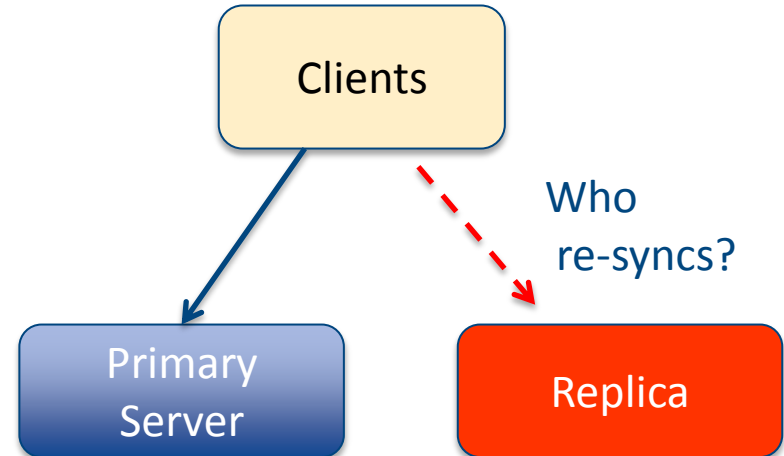 Clients
Who
re-syncs?
Primary
Server
Replica